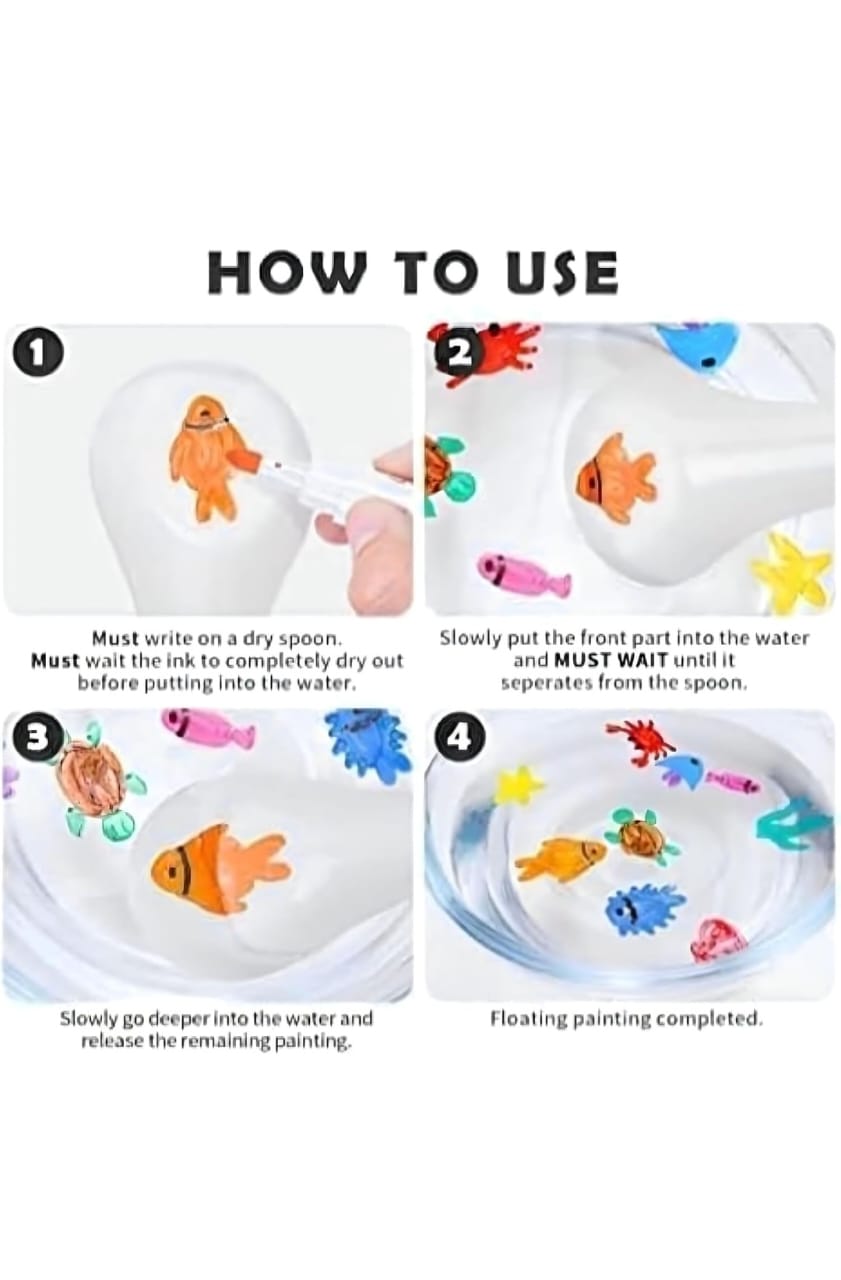 HOW TO USE
1
Must write on a dry spoon.
Must wait the ink to completely dry out
before putting into the water.
2
Slowly put the front part into the water
and MUST WAIT until it
seperates from the spoon.
3
Slowly go deeper into the water and
release the remaining painting.
4
Floating painting completed.